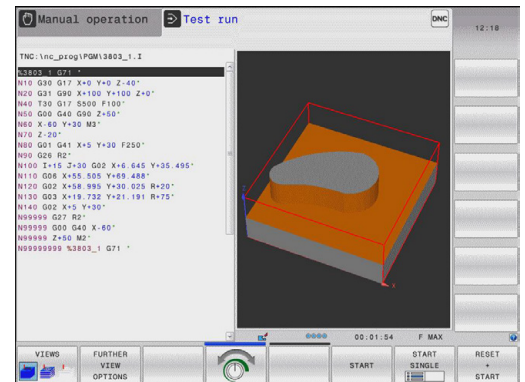 Manual operation
Test run
DNC
12:18
TNC:\nc_prog\PGM\3803_1.I
%3803_1 G71 *
N10 G30 G17 X+0 Y+0 Z-40*
N20 G31 G90 X+100 Y+100 Z+0*
N40 T30 G17 S500 F100*
N50 G00 G40 G90 Z+50*
N60 X-60 Y+30 M3*
N70 Z-20*
N80 G01 G41 X+5 Y+30 F250*
N90 G26 R2*
N100 I+15 J+30 G02 X+6.645 Y+35.495*
N110 G06 X+55.505 Y+69.488*
N120 G02 X+58.995 Y+30.025 R+20*
N130 G03 X+19.732 Y+21.191 R+75*
N140 G02 X+5 Y+30*
N99999 G27 R2*
N99999 G00 G40 X-60*
N99999 Z+50 M2*
N99999999 %3803_1 G71 *
Z
X
00:01:54 F MAX
VIEWS
FURTHER
VIEW
OPTIONS
START
START
SINGLE
RESET
+
START